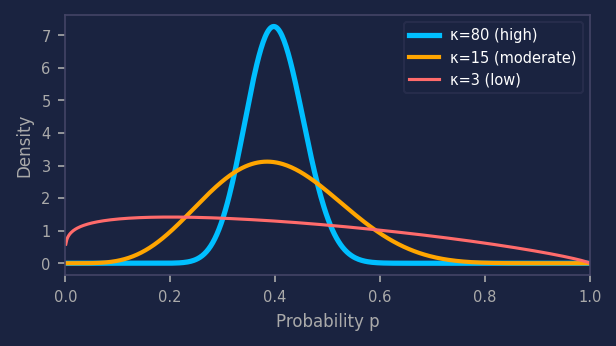 κ=80 (high)
κ=15 (moderate)
κ=3 (low)
Density
7
6
5
4
3
2
1
0
0.0 0.2 0.4 0.6 0.8 1.0
Probability p